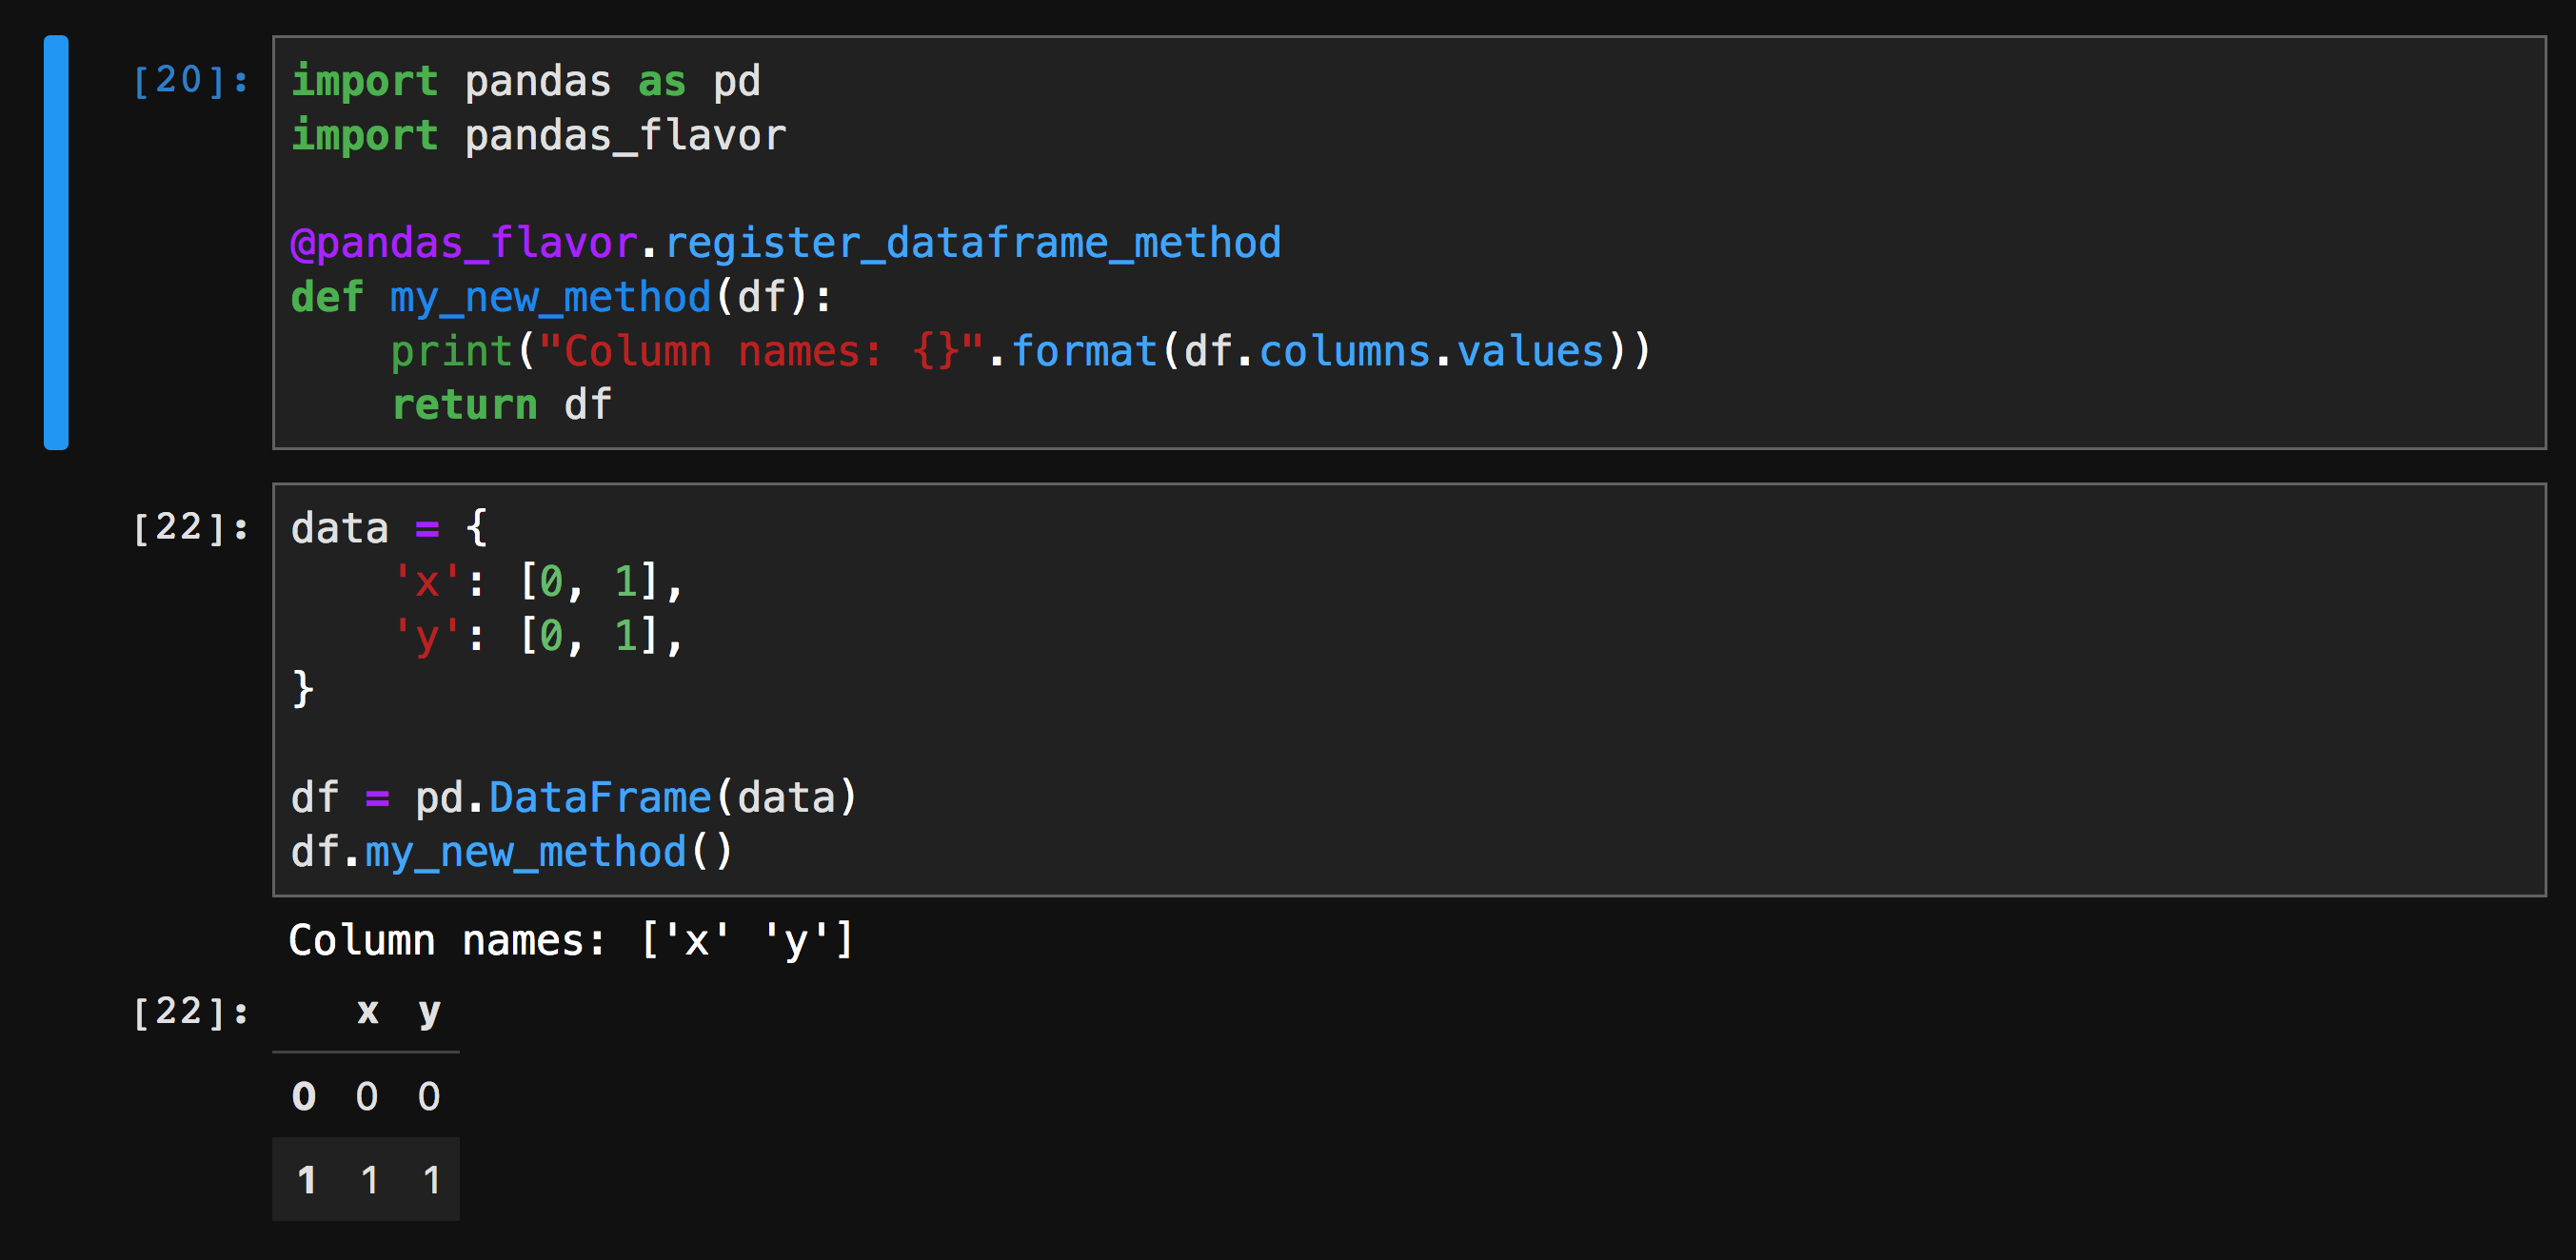 [20]: import pandas as pd
import pandas_flavor

@pandas_flavor.register_dataframe_method
def my_new_method(df):
    print("Column names: {}".format(df.columns.values))
    return df
[22]: data = {
    'x': [0, 1],
    'y': [0, 1],
}

df = pd.DataFrame(data)
df.my_new_method()
Column names: ['x' 'y']
[22]: x y
0 0 0
1 1 1